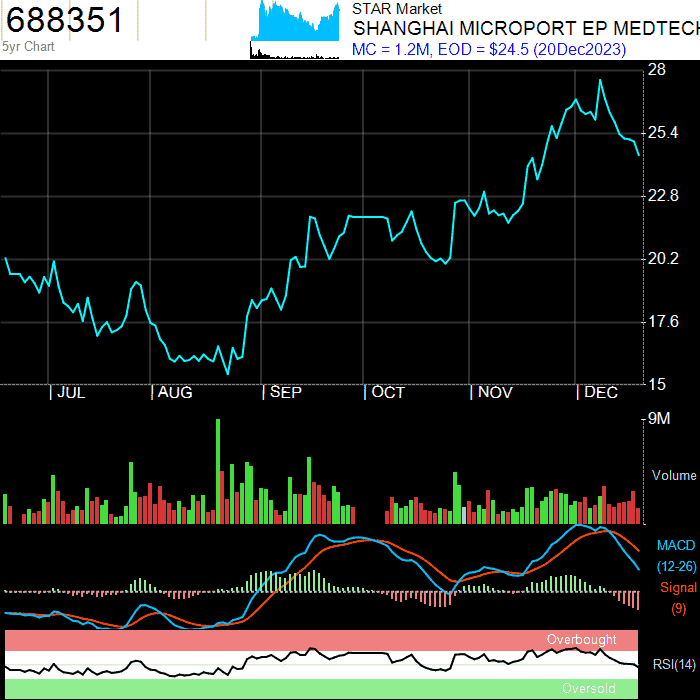 688351
5yr Chart
STAR Market
SHANGHAI MICROPORT EP MEDTECH
MC = 1.2M, EOD = $24.5 (20Dec2023)
28
25.4
22.8
20.2
17.6
15
JUL
AUG
SEP
OCT
NOV
DEC
9M
Volume
MACD
(12-26)
Signal
(9)
Overbought
RSI(14)
Oversold